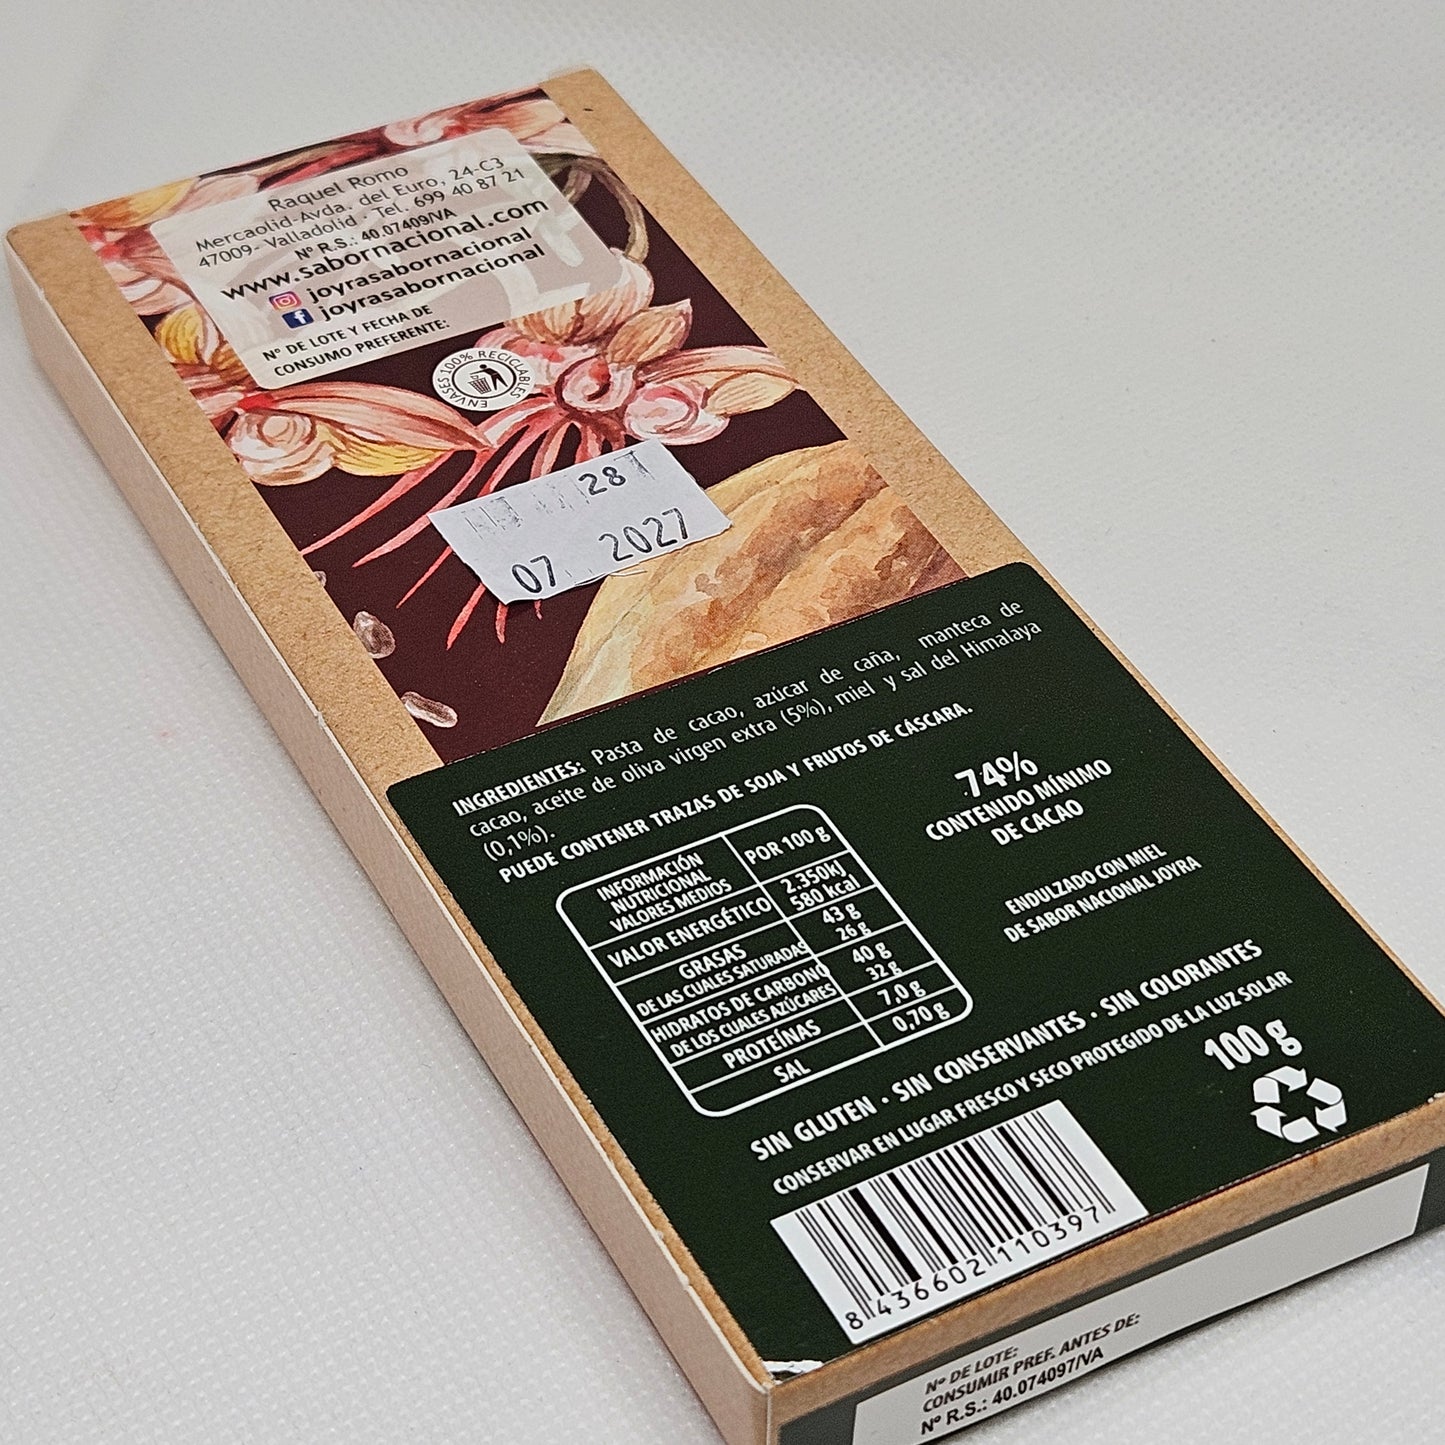 Raquel Romo
Mercaolid-Avda. del Euro, 24-C3
47009- Valladolid · Tel. 699 40 87 21
Nº R.S.: 40.07409/VA
www.sabornacional.com
joyrasabornacional
joyrasabornacional
Nº DE LOTE Y FECHA DE
CONSUMO PREFERENTE:
ENVASES 100% RECICLABLES
28
07 2027
INGREDIENTES: Pasta de cacao, azúcar de caña, manteca de
cacao, aceite de oliva virgen extra (5%), miel y sal del Himalaya
(0,1%).
PUEDE CONTENER TRAZAS DE SOJA Y FRUTOS DE CÁSCARA.
INFORMACIÓN
NUTRICIONAL
VALORES MEDIOS
POR 100 g
VALOR ENERGÉTICO
2.350kJ
580 kcal
GRASAS
43 g
DE LAS CUALES SATURADAS
26 g
HIDRATOS DE CARBONO
40 g
DE LOS CUALES AZÚCARES
32 g
PROTEÍNAS
7,0 g
SAL
0,70 g
74%
CONTENIDO MÍNIMO
DE CACAO
ENDULZADO CON MIEL
DE SABOR NACIONAL JOYRA
SIN GLUTEN · SIN CONSERVANTES · SIN COLORANTES
CONSERVAR EN LUGAR FRESCO Y SECO PROTEGIDO DE LA LUZ SOLAR
100 g
8 436602 110397
Nº DE LOTE:
CONSUMIR PREF. ANTES DE:
Nº R.S.: 40.074097/VA